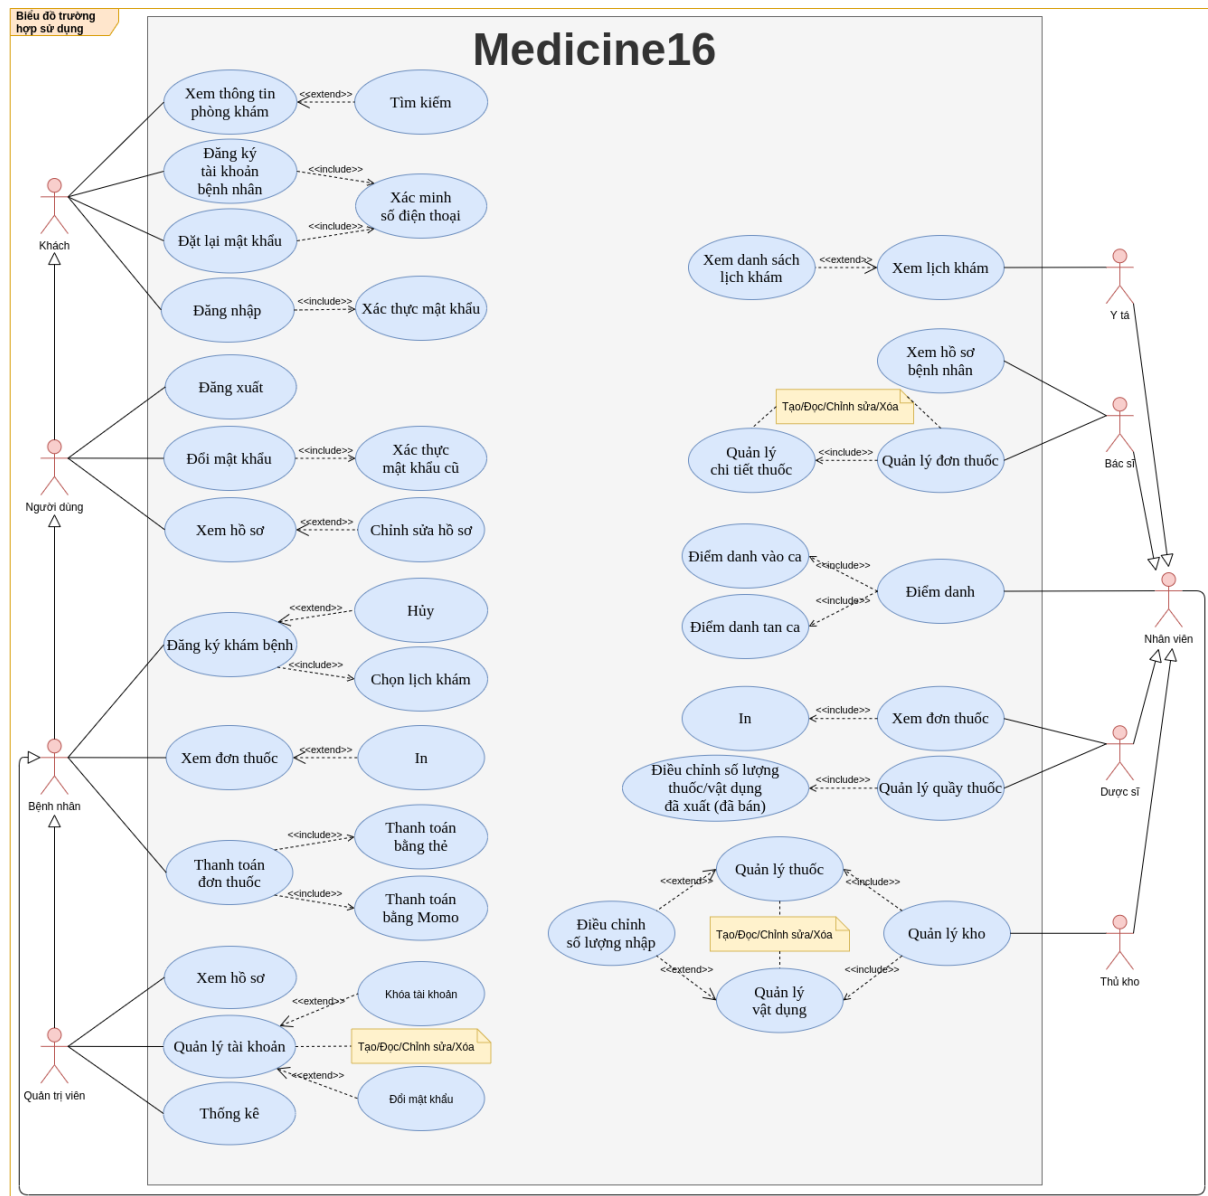 Biểu đồ trường
hợp sử dụng
Medicine16
Xem thông tin
phòng khám
<<extend>>
Tìm kiếm
Đăng ký
tài khoản
bệnh nhân
<<include>>
Xác minh
số điện thoại
Đặt lại mật khẩu
<<include>>
Khách
Đăng nhập
<<include>>
Xác thực mật khẩu
Đăng xuất
Đổi mật khẩu
<<include>>
Xác thực
mật khẩu cũ
Người dùng
Xem hồ sơ
<<extend>>
Chỉnh sửa hồ sơ
Đăng ký khám bệnh
<<extend>>
Hủy
<<include>>
Chọn lịch khám
Xem đơn thuốc
<<extend>>
In
Bệnh nhân
Thanh toán
đơn thuốc
<<include>>
Thanh toán
bằng thẻ
<<include>>
Thanh toán
bằng Momo
Xem hồ sơ
Quản lý tài khoản
<<extend>>
Khóa tài khoản
Tạo/Đọc/Chỉnh sửa/Xóa
<<extend>>
Đổi mật khẩu
Quản trị viên
Thống kê
Xem danh sách
lịch khám
<<extend>>
Xem lịch khám
Y tá
Xem hồ sơ
bệnh nhân
Tạo/Đọc/Chỉnh sửa/Xóa
Quản lý
chi tiết thuốc
<<include>>
Quản lý đơn thuốc
Bác sĩ
Điểm danh vào ca
<<include>>
Điểm danh
<<include>>
Điểm danh tan ca
Nhân viên
In
<<include>>
Xem đơn thuốc
Điều chỉnh số lượng
thuốc/vật dụng
đã xuất (đã bán)
<<include>>
Quản lý quầy thuốc
Dược sĩ
Quản lý thuốc
<<extend>>
<<include>>
Điều chỉnh
số lượng nhập
Tạo/Đọc/Chỉnh sửa/Xóa
Quản lý kho
<<extend>>
<<include>>
Quản lý
vật dụng
Thủ kho